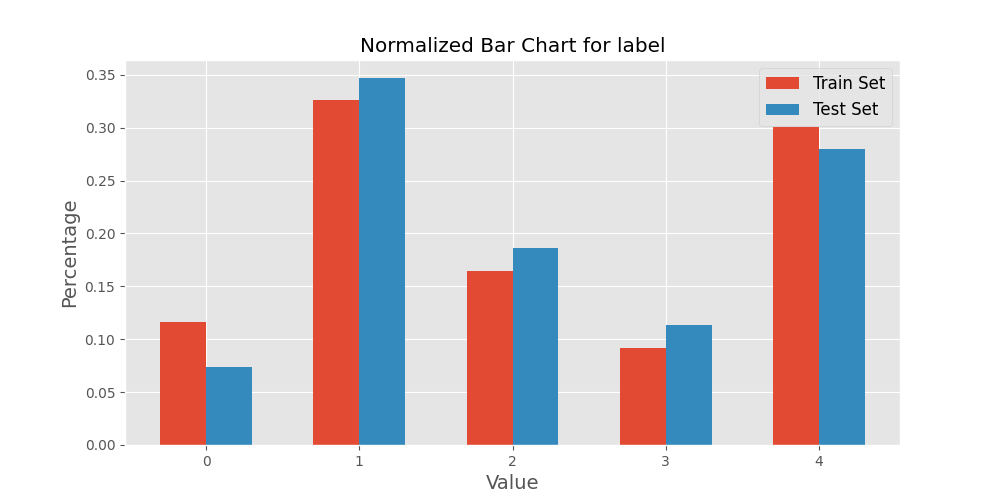 Normalized Bar Chart for label
Train Set
Test Set
Percentage
0.35
0.30
0.25
0.20
0.15
0.10
0.05
0.00
0 1 2 3 4
Value